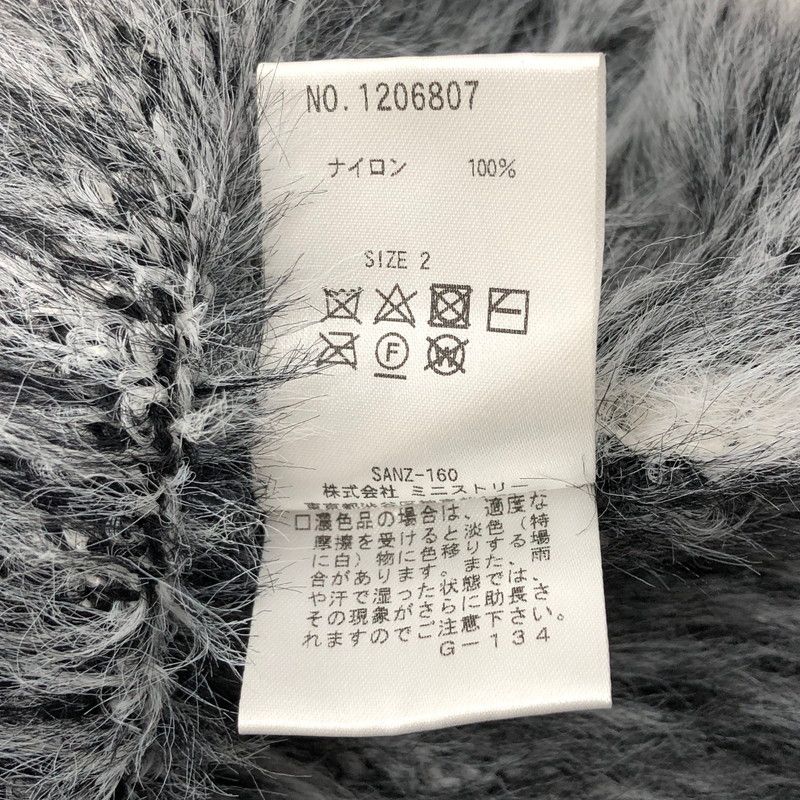 NO.1206807
ナイロン 100%
SIZE 2
F
W
SANZ-160
株式会社 ミニストリー
□濃色品の場合は、適度な
摩擦を受けると淡色(特
に白)物に色移りする場
合があります。また、雨
や汗で湿った状態では、
その現象がさらに助長さ
れますのでご注意下さい。
G-134